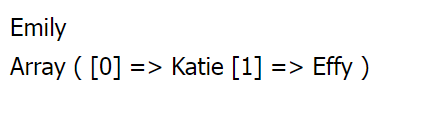 Emily
Array ( [0] => Katie [1] => Effy )